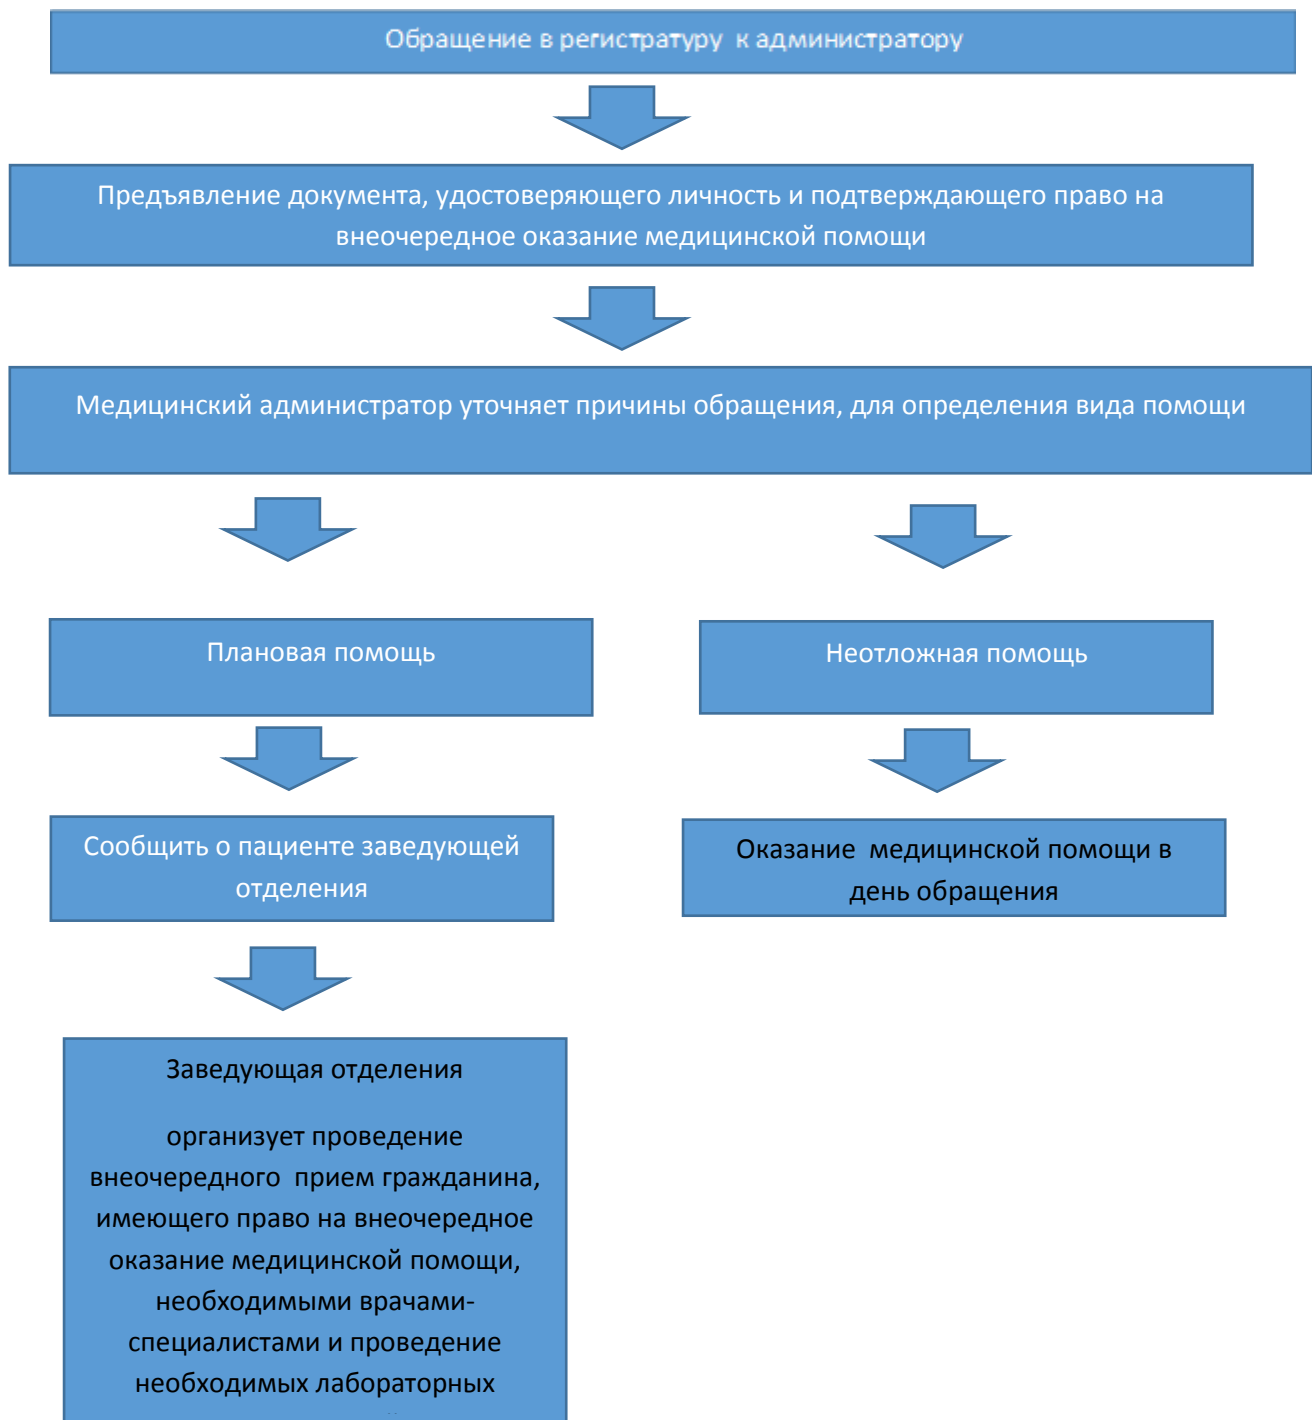 Обращение в регистратуру к администратору
Предъявление документа, удостоверяющего личность и подтверждающего право на
внеочередное оказание медицинской помощи
Медицинский администратор уточняет причины обращения, для определения вида помощи
Плановая помощь
Неотложная помощь
Сообщить о пациенте заведующей
отделения
Оказание медицинской помощи в
день обращения
Заведующая отделения
организует проведение
внеочередного прием гражданина,
имеющего право на внеочередное
оказание медицинской помощи,
необходимыми врачами-
специалистами и проведение
необходимых лабораторных